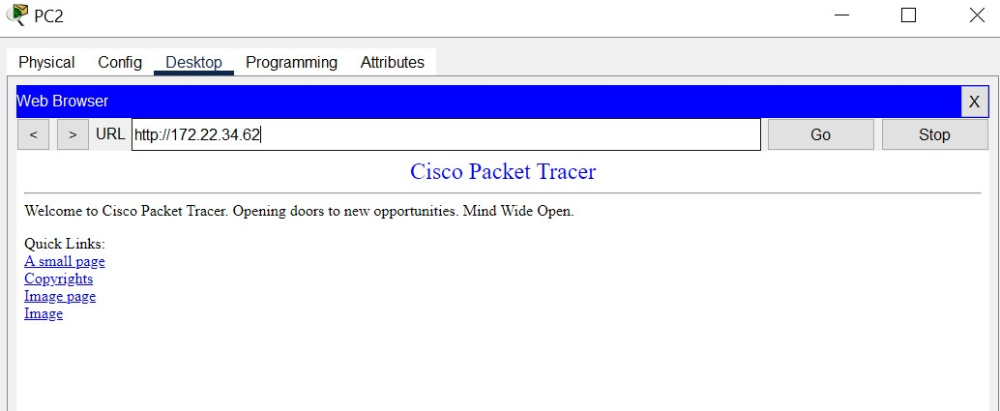 PC2
Physical Config Desktop Programming Attributes
Web Browser X
< > URL http://172.22.34.62 Go Stop
Cisco Packet Tracer
Welcome to Cisco Packet Tracer. Opening doors to new opportunities. Mind Wide Open.
Quick Links:
A small page
Copyrights
Image page
Image